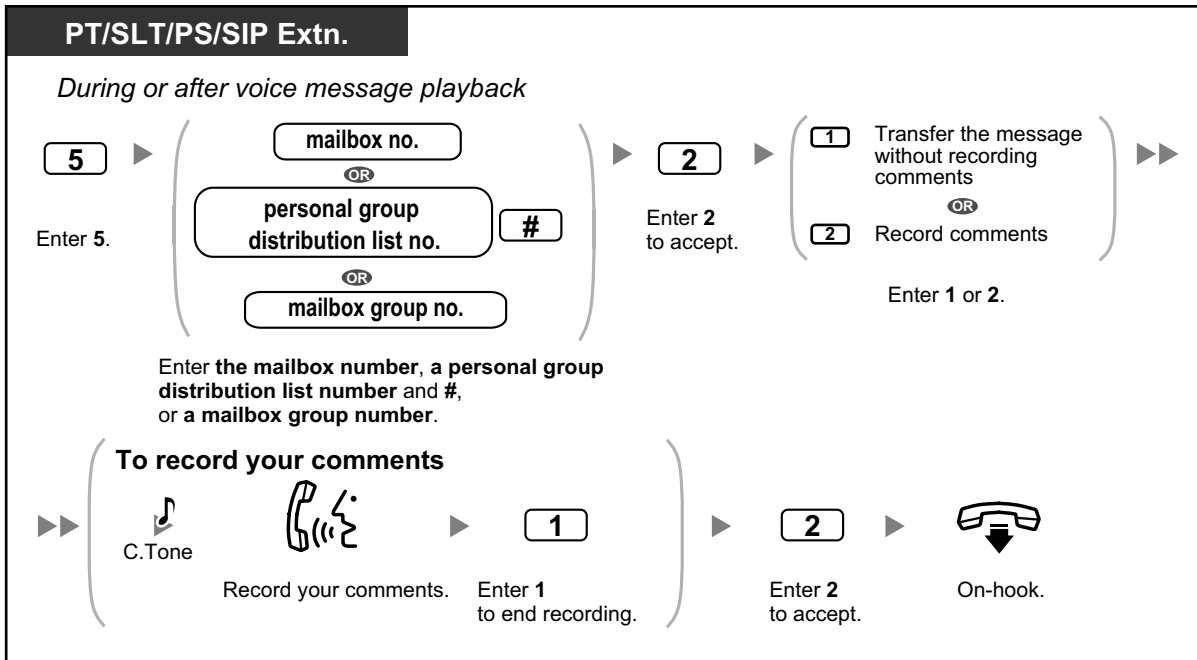 PT/SLT/PS/SIP Extn.
During or after voice message playback
5
Enter 5.
mailbox no.
OR
personal group
distribution list no.
#
OR
mailbox group no.
Enter the mailbox number, a personal group
distribution list number and #,
or a mailbox group number.
2
Enter 2
to accept.
1 Transfer the message
without recording
comments
OR
2 Record comments
Enter 1 or 2.
To record your comments
C.Tone
Record your comments.
1
Enter 1
to end recording.
2
Enter 2
to accept.
On-hook.